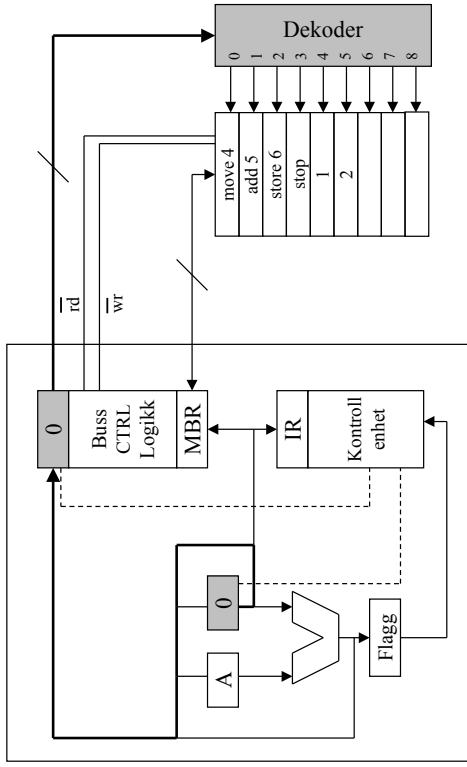 0
Buss
CTRL
Logikk
MBR
rd
wr
Dekoder
0
1
2
3
4
5
6
7
8
move 4
add 5
store 6
stop
1
2
A
0
Flagg
IR
Kontroll
enhet